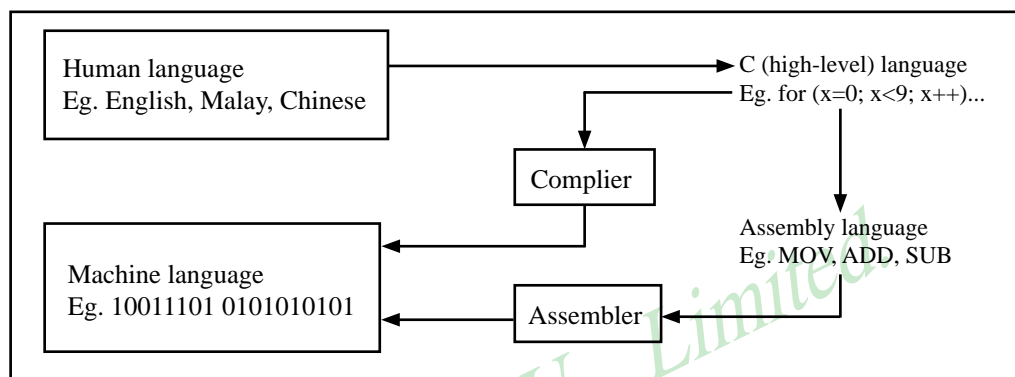 Human language
Eg. English, Malay, Chinese
C (high-level) language
Eg. for (x=0; x<9; x++)...
Complier
Assembly language
Eg. MOV, ADD, SUB
Machine language
Eg. 10011101 0101010101
Assembler
Limited.